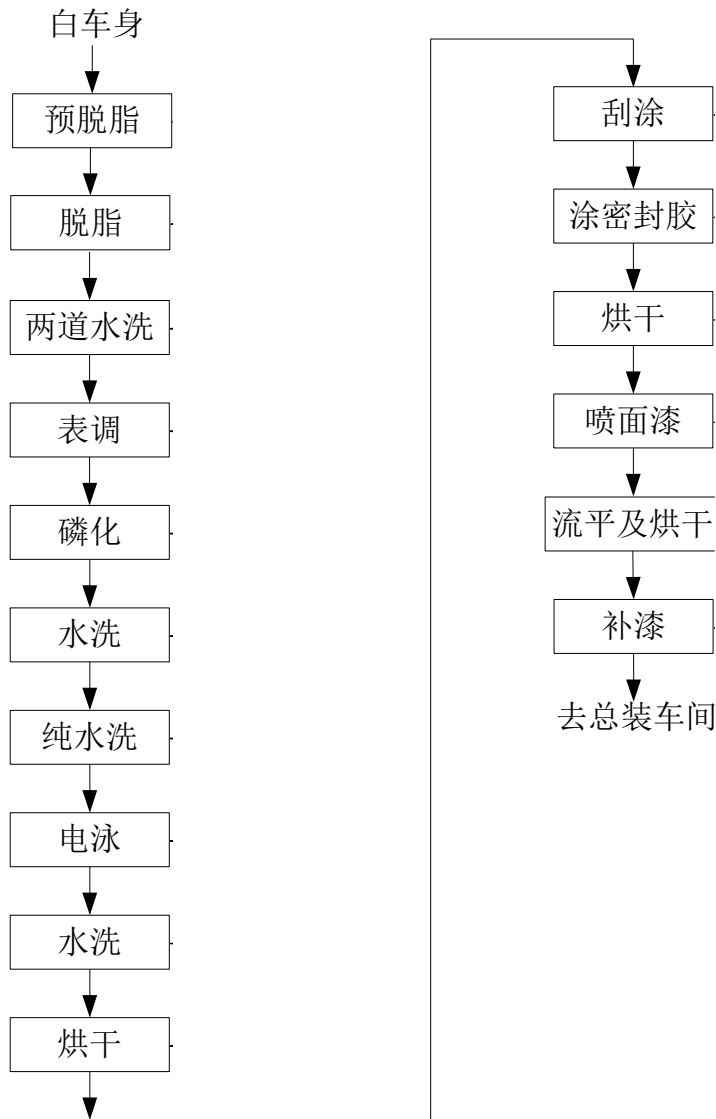 白车身
预脱脂
脱脂
两道水洗
表调
磷化
水洗
纯水洗
电泳
水洗
烘干
刮涂
涂密封胶
烘干
喷面漆
流平及烘干
补漆
去总装车间